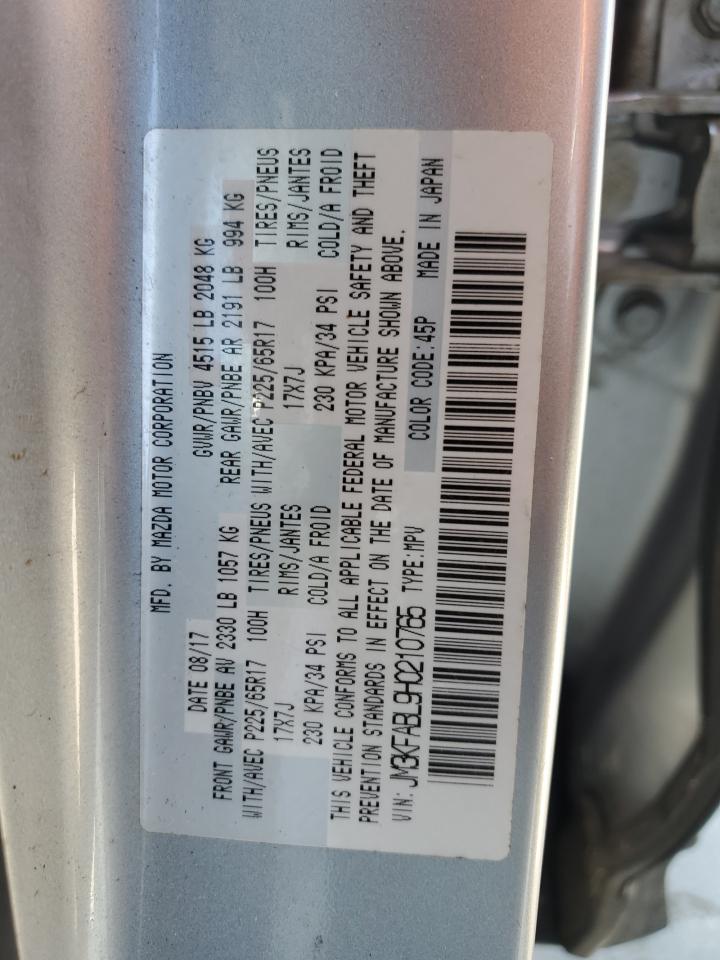 MFD. BY MAZDA MOTOR CORPORATION
DATE 08/17 GVWR/PNBV 4515 LB 2048 KG
FRONT GAWR/PNBE AV 2330 LB 1057 KG REAR GAWR/PNBE AR 2191 LB 994 KG
WITH/AVEC P225/65R17 100H TIRES/PNEUS WITH/AVEC P225/65R17 100H TIRES/PNEUS
17X7J RIMS/JANTES 17X7J RIMS/JANTES
230 KPA/34 PSI COLD/A FROID 230 KPA/34 PSI COLD/A FROID
THIS VEHICLE CONFORMS TO ALL APPLICABLE FEDERAL MOTOR VEHICLE SAFETY AND THEFT
PREVENTION STANDARDS IN EFFECT ON THE DATE OF MANUFACTURE SHOWN ABOVE.
VIN: JM3KFABL9H0210765 TYPE:MPV COLOR CODE:45P MADE IN JAPAN